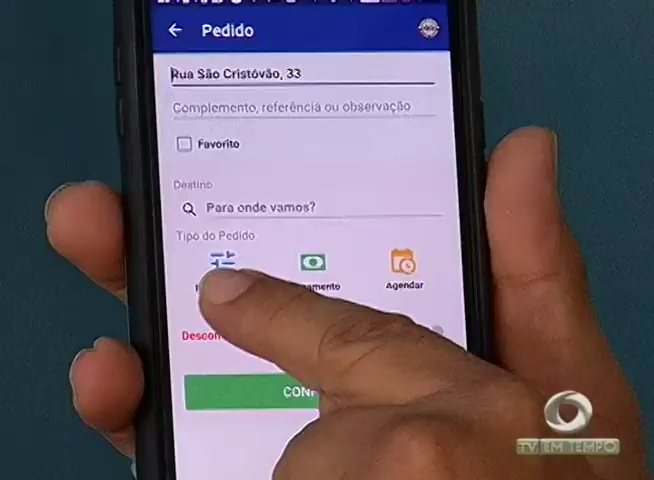 Pedido
Rua São Cristóvão, 33
Complemento, referência ou observação
Favorito
Destino
Para onde vamos?
Tipo do Pedido
Agendar
TV EM TEMPO